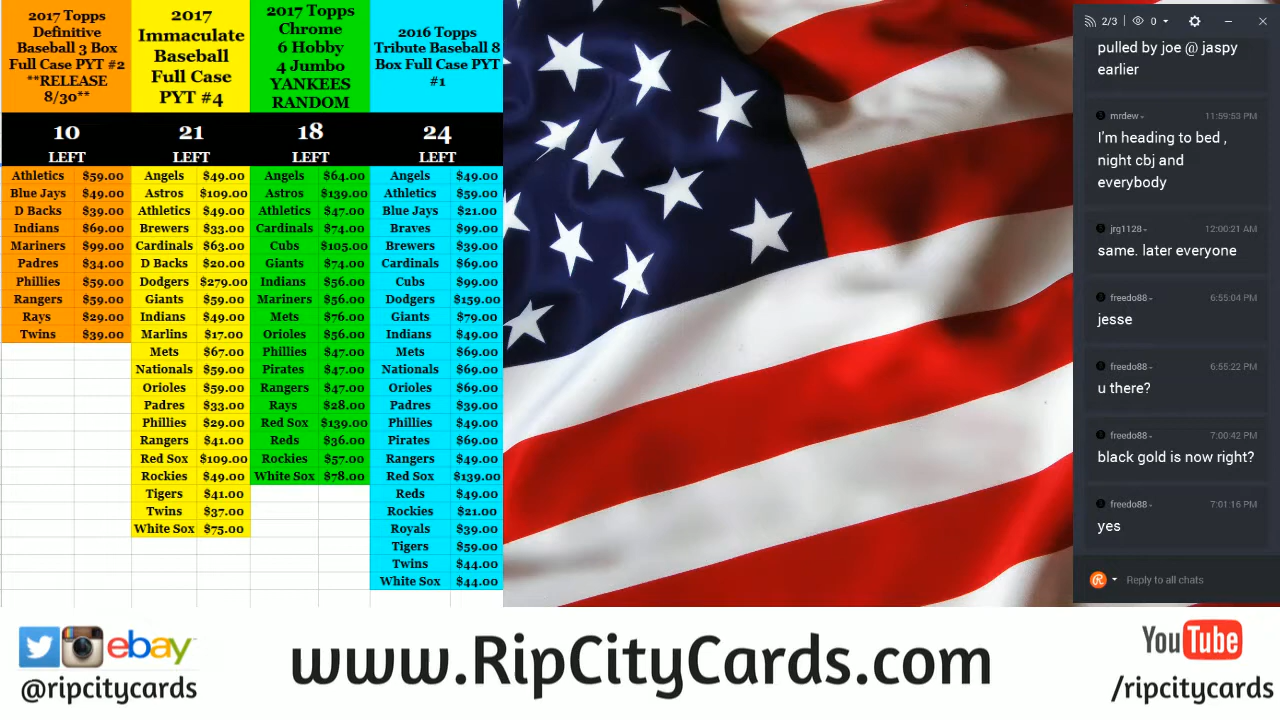 2017 Topps
Definitive
Baseball 3 Box
Full Case PYT #2
**RELEASE
8/30**
10
LEFT
Athletics $59.00
Blue Jays $49.00
D Backs $39.00
Indians $69.00
Mariners $99.00
Padres $34.00
Phillies $59.00
Rangers $59.00
Rays $29.00
Twins $39.00
2017
Immaculate
Baseball
Full Case
PYT #4
21
LEFT
Angels $49.00
Astros $109.00
Athletics $49.00
Brewers $33.00
Cardinals $63.00
D Backs $20.00
Dodgers $279.00
Giants $59.00
Indians $49.00
Marlins $17.00
Mets $67.00
Nationals $59.00
Orioles $59.00
Padres $33.00
Phillies $29.00
Rangers $41.00
Red Sox $109.00
Rockies $49.00
Tigers $41.00
Twins $37.00
White Sox $75.00
2017 Topps
Chrome
6 Hobby
4 Jumbo
YANKEES
RANDOM
18
LEFT
Angels $64.00
Astros $139.00
Athletics $47.00
Cardinals $74.00
Cubs $105.00
Giants $74.00
Indians $56.00
Mariners $56.00
Mets $76.00
Orioles $56.00
Phillies $47.00
Pirates $47.00
Rangers $47.00
Rays $28.00
Red Sox $139.00
Reds $36.00
Rockies $57.00
White Sox $78.00
2016 Topps
Tribute Baseball 8
Box Full Case PYT
#1
24
LEFT
Angels $49.00
Athletics $59.00
Blue Jays $21.00
Braves $99.00
Brewers $39.00
Cardinals $69.00
Cubs $99.00
Dodgers $159.00
Giants $79.00
Indians $49.00
Mets $69.00
Nationals $69.00
Orioles $69.00
Padres $39.00
Phillies $49.00
Pirates $69.00
Rangers $49.00
Red Sox $139.00
Reds $49.00
Rockies $21.00
Royals $39.00
Tigers $59.00
Twins $44.00
White Sox $44.00
2/3 0
pulled by joe @ jaspy
earlier
mrdew 11:59:53 PM
I'm heading to bed ,
night cbj and
everybody
jrg1128 12:00:21 AM
same. later everyone
freedo88 6:55:04 PM
jesse
freedo88 6:55:22 PM
u there?
freedo88 7:00:42 PM
black gold is now right?
freedo88 7:01:16 PM
yes
Reply to all chats
ebay
@ripcitycards
www.RipCityCards.com
YouTube
/ripcitycards